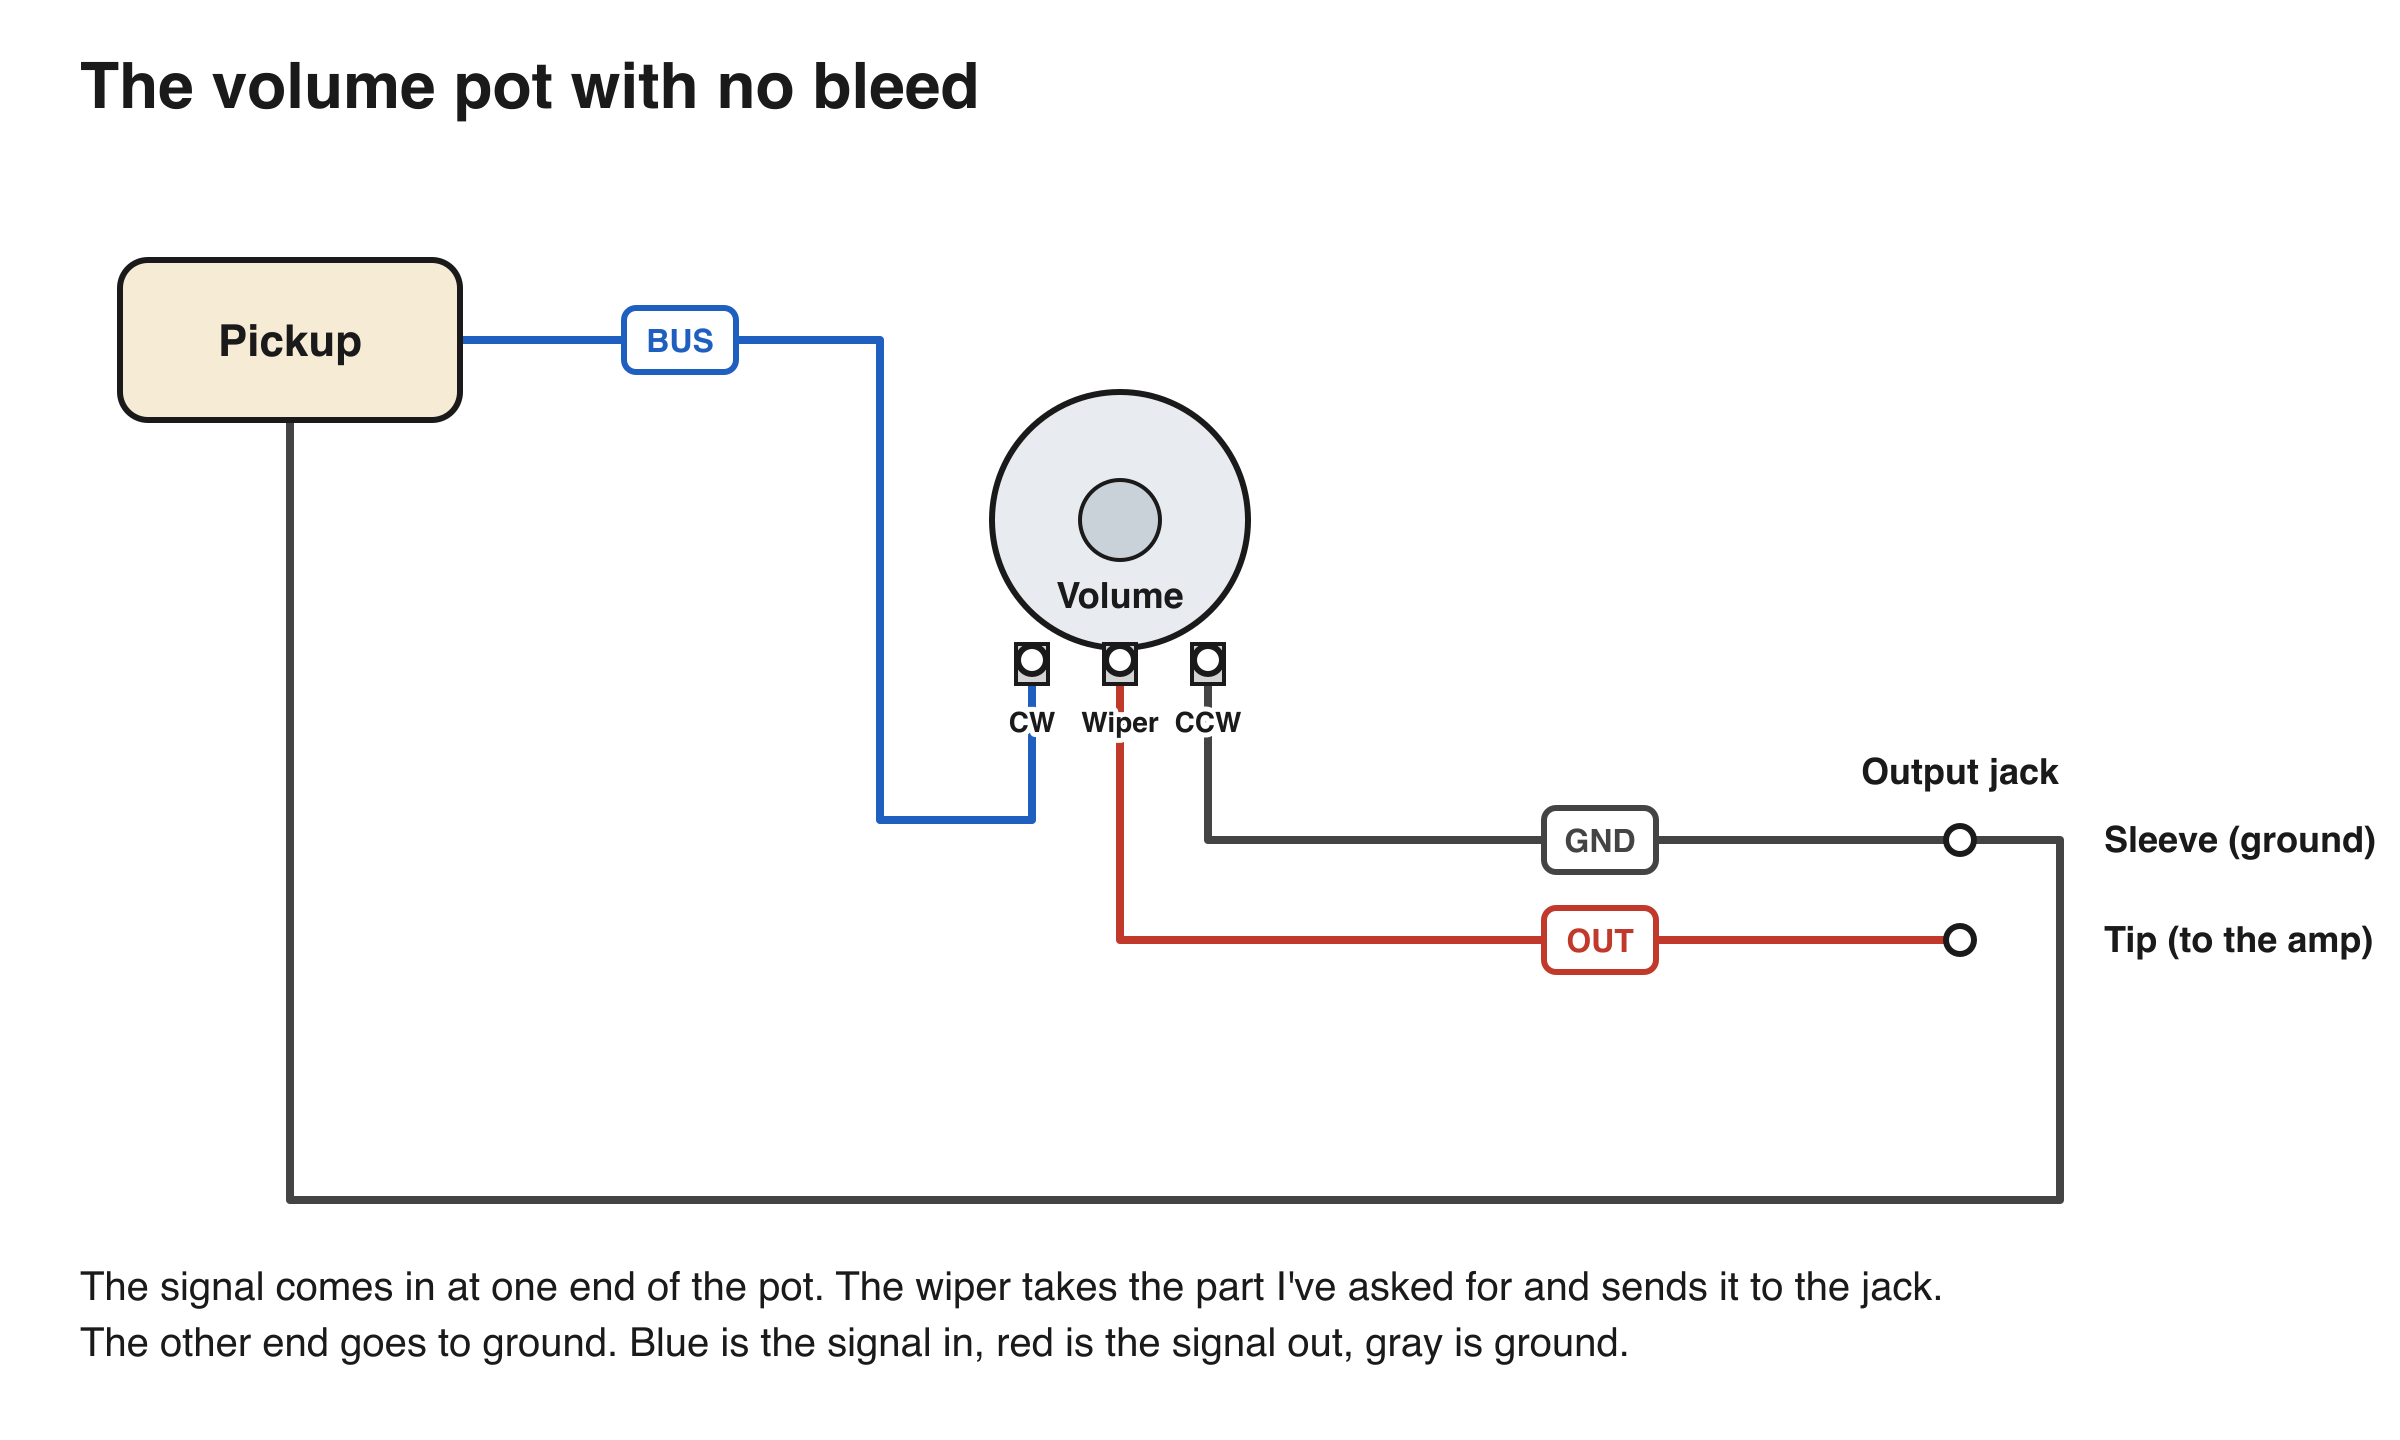 The volume pot with no bleed
Pickup
BUS
Volume
CW
Wiper
CCW
Output jack
GND
Sleeve (ground)
OUT
Tip (to the amp)
The signal comes in at one end of the pot. The wiper takes the part I've asked for and sends it to the jack.
The other end goes to ground. Blue is the signal in, red is the signal out, gray is ground.